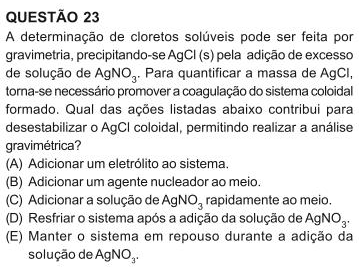 QUESTÃO 23
A determinação de cloretos solúveis pode ser feita por
gravimetria, precipitando-se AgCl (s) pela adição de excesso
de solução de AgNO₃. Para quantificar a massa de AgCl,
torna-se necessário promover a coagulação do sistema coloidal
formado. Qual das ações listadas abaixo contribui para
desestabilizar o AgCl coloidal, permitindo realizar a análise
gravimétrica?
(A) Adicionar um eletrólito ao sistema.
(B) Adicionar um agente nucleador ao meio.
(C) Adicionar a solução de AgNO₃ rapidamente ao meio.
(D) Resfriar o sistema após a adição da solução de AgNO₃.
(E) Manter o sistema em repouso durante a adição da
solução de AgNO₃.